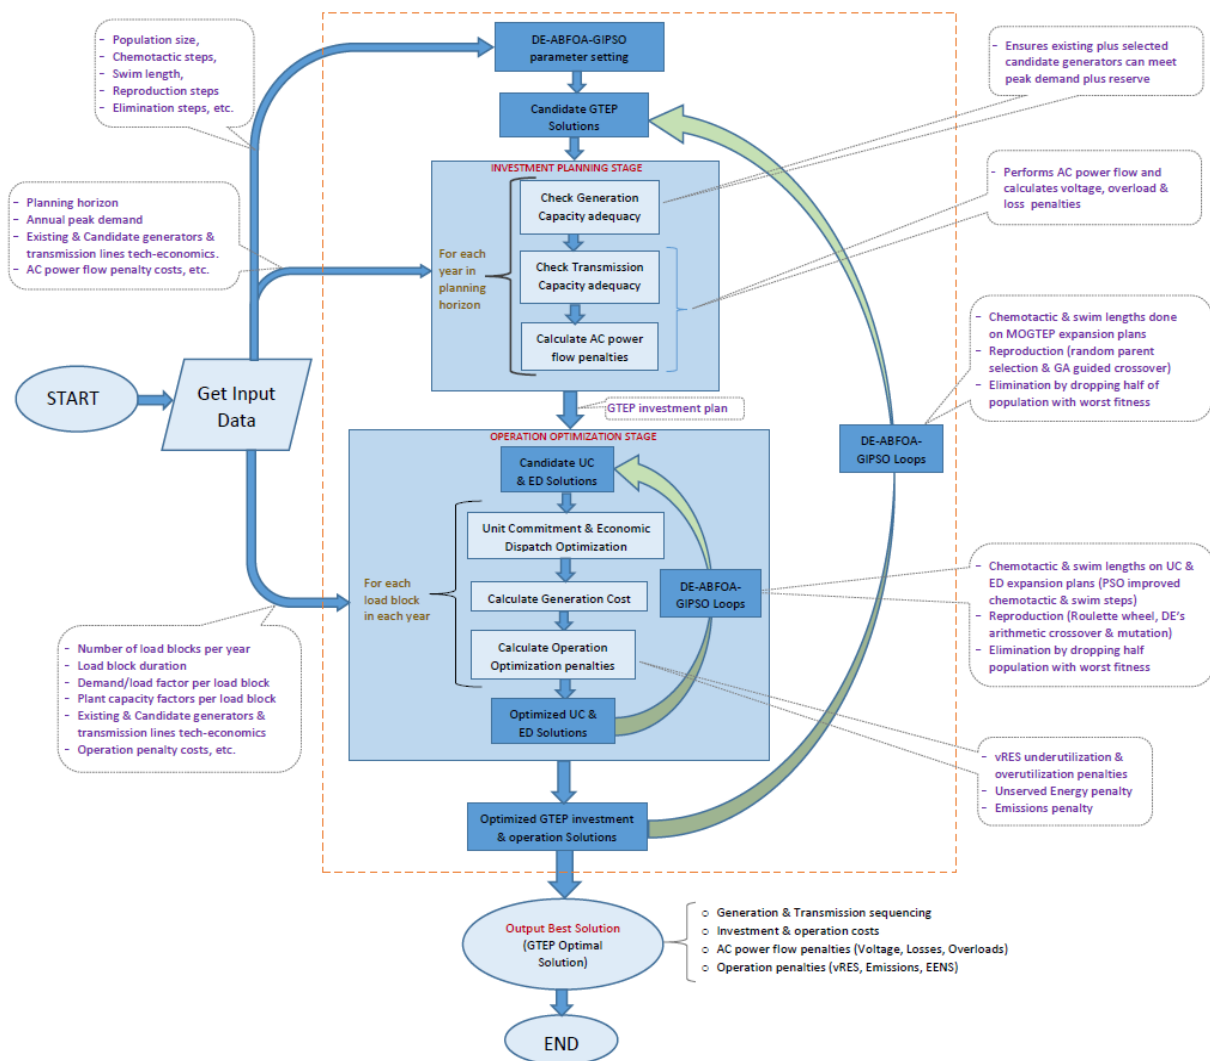 - Population size,
- Chemotactic steps,
- Swim length,
- Reproduction steps
- Elimination steps, etc.
DE-ABFOA-GIPSO
parameter setting
- Ensures existing plus selected
candidate generators can meet
peak demand plus reserve
Candidate GTEP
Solutions
INVESTMENT PLANNING STAGE
Check Generation
Capacity adequacy
- Performs AC power flow and
calculates voltage, overload &
loss penalties
- Planning horizon
- Annual peak demand
- Existing & Candidate generators &
transmission lines tech-economics.
- AC power flow penalty costs, etc.
For each
year in
planning
horizon
Check Transmission
Capacity adequacy
Calculate AC power
flow penalties
- Chemotactic & swim lengths done
on MOGTEP expansion plans
- Reproduction (random parent
selection & GA guided crossover)
- Elimination by dropping half of
population with worst fitness
START
Get Input
Data
GTEP investment plan
OPERATION OPTIMIZATION STAGE
DE-ABFOA-
GIPSO Loops
Candidate UC
& ED Solutions
Unit Commitment & Economic
Dispatch Optimization
For each
load block
in each year
Calculate Generation Cost
DE-ABFOA-
GIPSO Loops
- Chemotactic & swim lengths on UC &
ED expansion plans (PSO improved
chemotactic & swim steps)
- Reproduction (Roulette wheel, DE's
arithmetic crossover & mutation)
- Elimination by dropping half
population with worst fitness
Calculate Operation
Optimization penalties
- Number of load blocks per year
- Load block duration
- Demand/load factor per load block
- Plant capacity factors per load block
- Existing & Candidate generators &
transmission lines tech-economics
- Operation penalty costs, etc.
Optimized UC &
ED Solutions
- vRES underutilization &
overutilization penalties
- Unserved Energy penalty
- Emissions penalty
Optimized GTEP investment
& operation Solutions
Output Best Solution
(GTEP Optimal
Solution)
o Generation & Transmission sequencing
o Investment & operation costs
o AC power flow penalties (Voltage, Losses, Overloads)
o Operation penalties (vRES, Emissions, EENS)
END